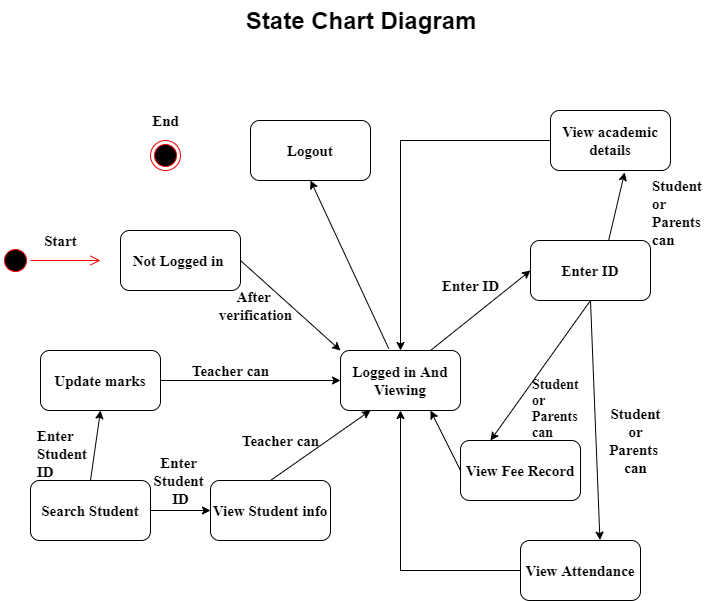 State Chart Diagram
End
Logout
View academic
details
Student
or
Parents
can
Start
Not Logged in
Enter ID
Enter ID
After
verification
Update marks
Teacher can
Logged in And
Viewing
Student
or
Parents
can
Student
or
Parents
can
Enter
Student
ID
Teacher can
Enter
Student
ID
View Fee Record
Search Student
View Student info
View Attendance